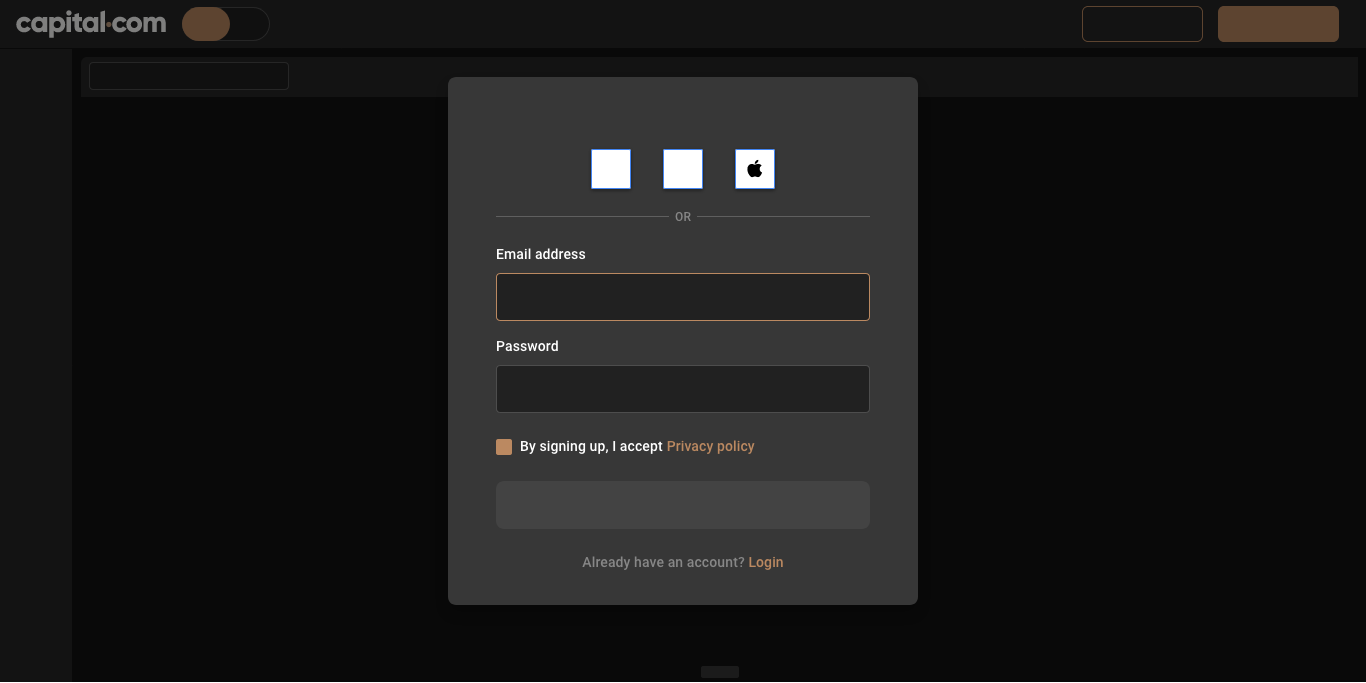 capital.com
OR
Email address
Password
By signing up, I accept Privacy policy
Already have an account? Login